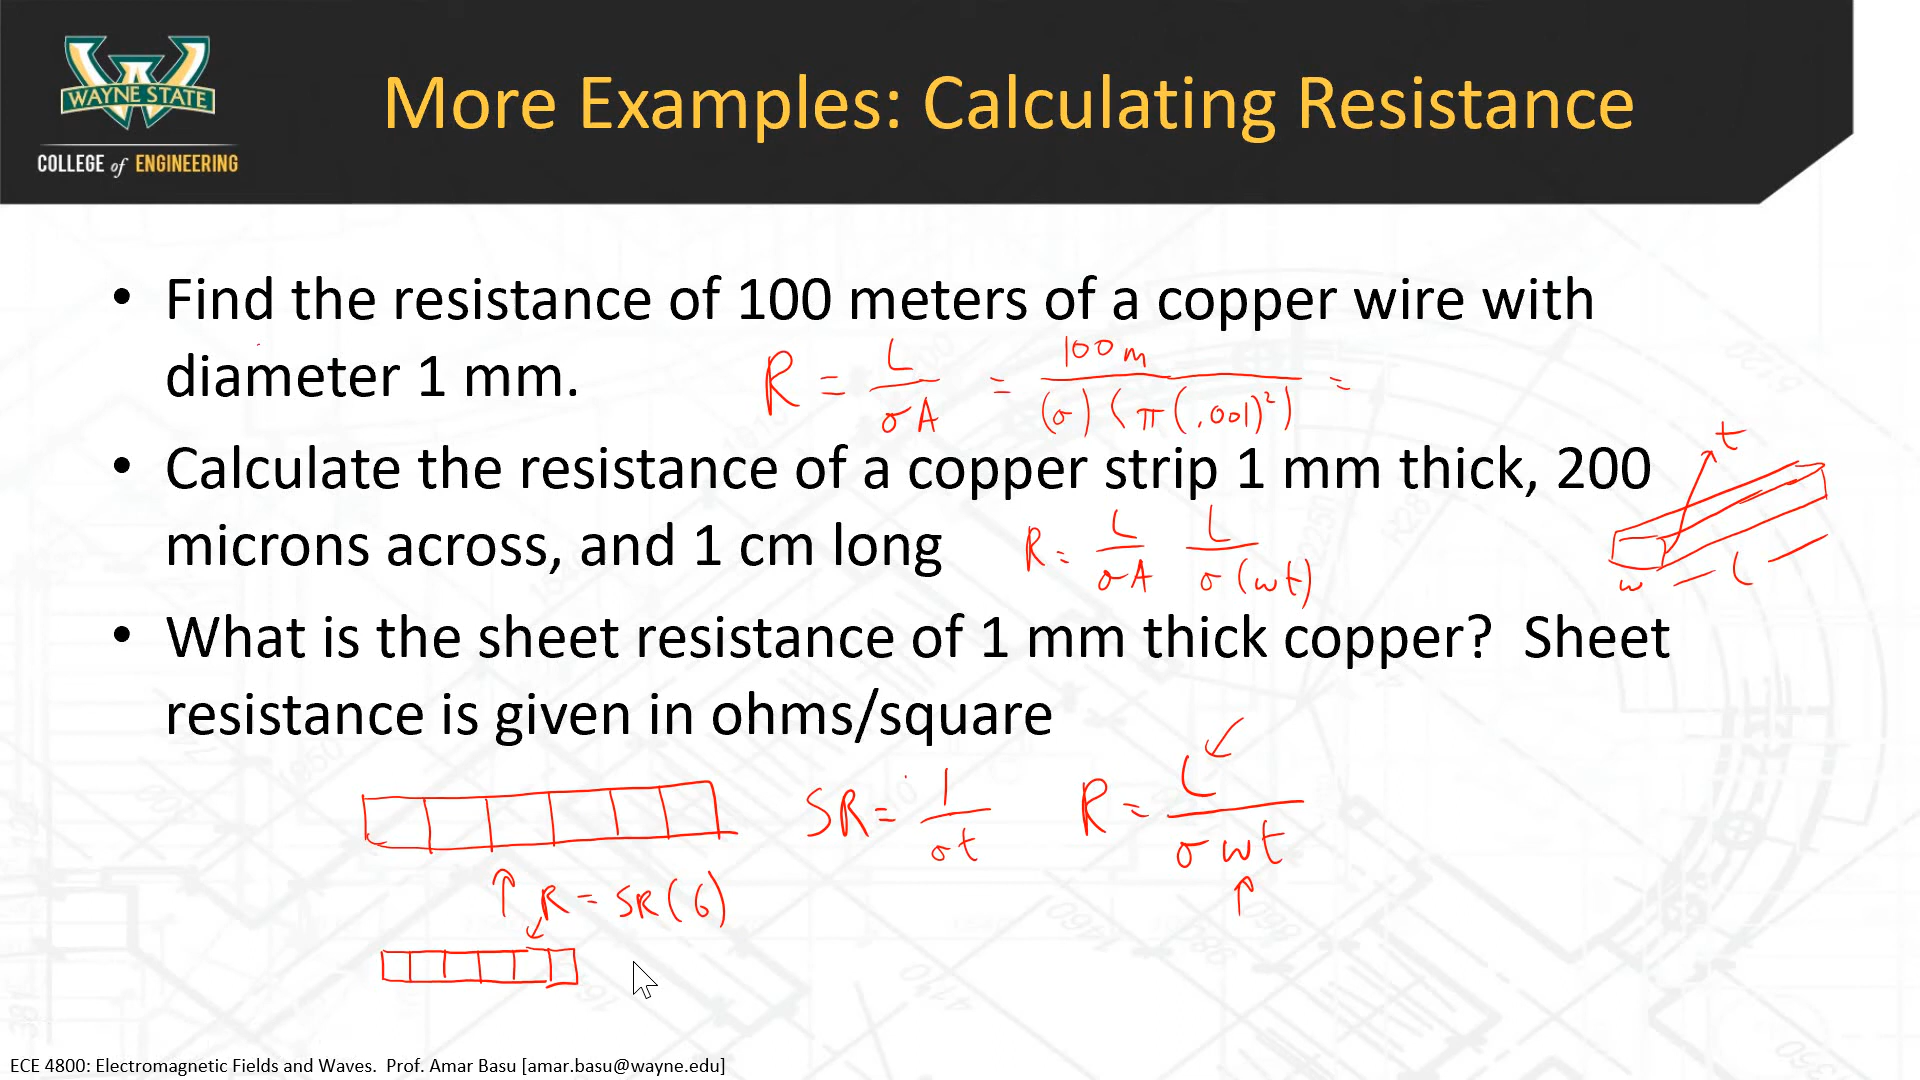 WAYNE STATE
COLLEGE of ENGINEERING
More Examples: Calculating Resistance
• Find the resistance of 100 meters of a copper wire with
diameter 1 mm.
R = L / σA = 100 m / (σ)(π(.001)²) =
• Calculate the resistance of a copper strip 1 mm thick, 200
microns across, and 1 cm long
R = L / σA L / σ(wt)
t
w L
• What is the sheet resistance of 1 mm thick copper? Sheet
resistance is given in ohms/square
SR = 1 / σt R = L / σwt
R = SR(6)
ECE 4800: Electromagnetic Fields and Waves. Prof. Amar Basu [amar.basu@wayne.edu]